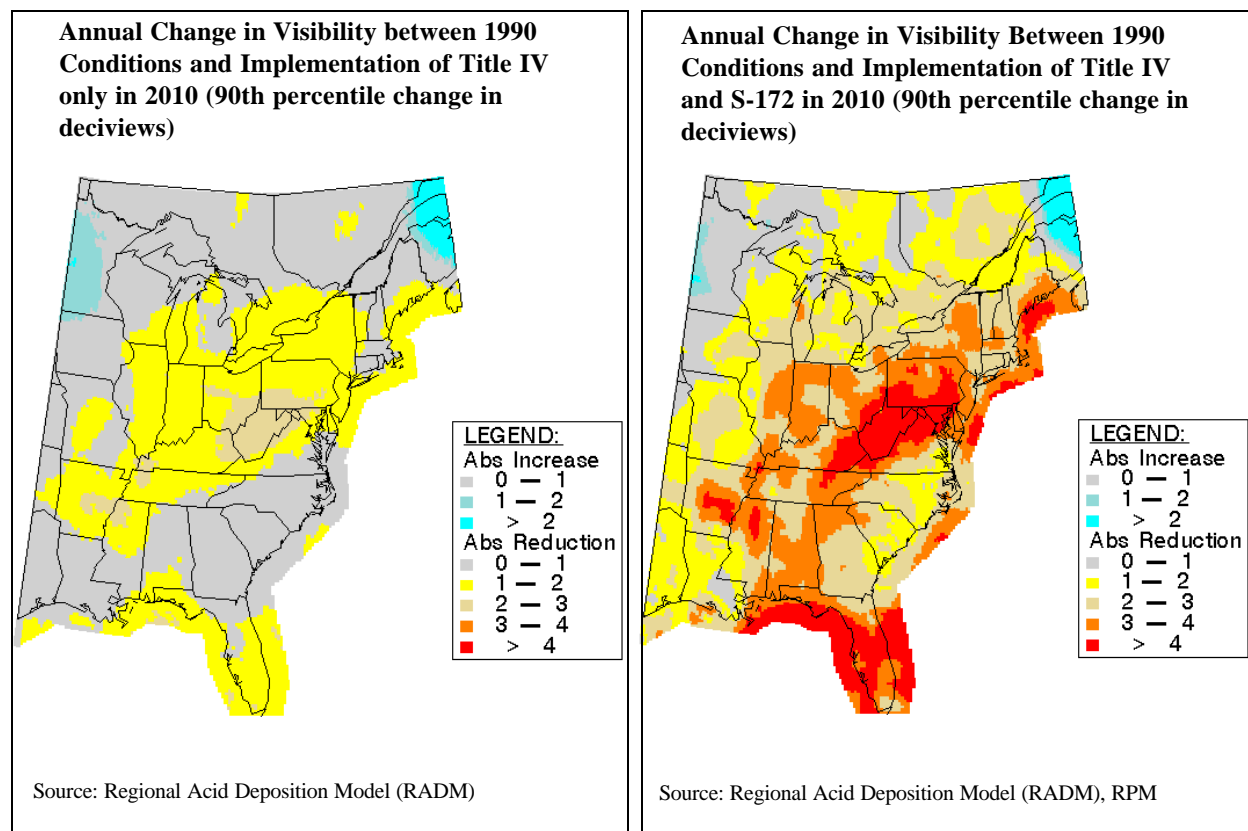 Annual Change in Visibility between 1990
Conditions and Implementation of Title IV
only in 2010 (90th percentile change in
deciviews)
LEGEND:
Abs Increase
0 — 1
1 — 2
> 2
Abs Reduction
0 — 1
1 — 2
2 — 3
3 — 4
> 4
Source: Regional Acid Deposition Model (RADM)
Annual Change in Visibility Between 1990
Conditions and Implementation of Title IV
and S-172 in 2010 (90th percentile change in
deciviews)
LEGEND:
Abs Increase
0 — 1
1 — 2
> 2
Abs Reduction
0 — 1
1 — 2
2 — 3
3 — 4
> 4
Source: Regional Acid Deposition Model (RADM), RPM